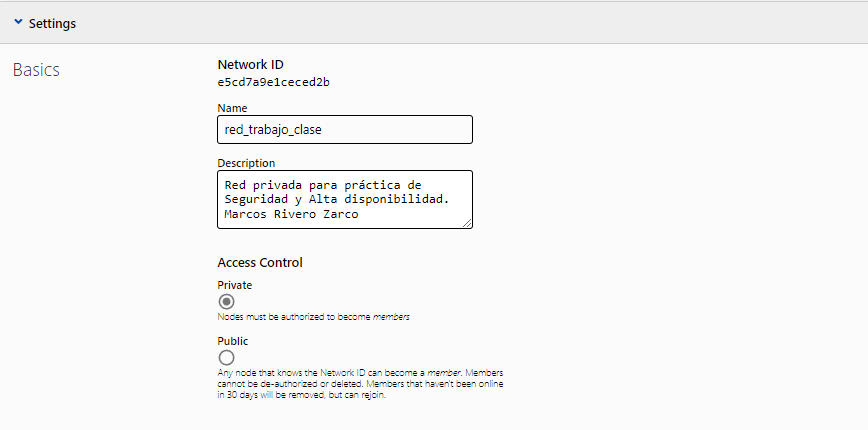 Settings
Basics
Network ID
e5cd7a9e1ceced2b
Name
red_trabajo_clase
Description
Red privada para práctica de
Seguridad y Alta disponibilidad.
Marcos Rivero Zarco
Access Control
Private
Nodes must be authorized to become members
Public
Any node that knows the Network ID can become a member. Members
cannot be de-authorized or deleted. Members that haven't been online
in 30 days will be removed, but can rejoin.